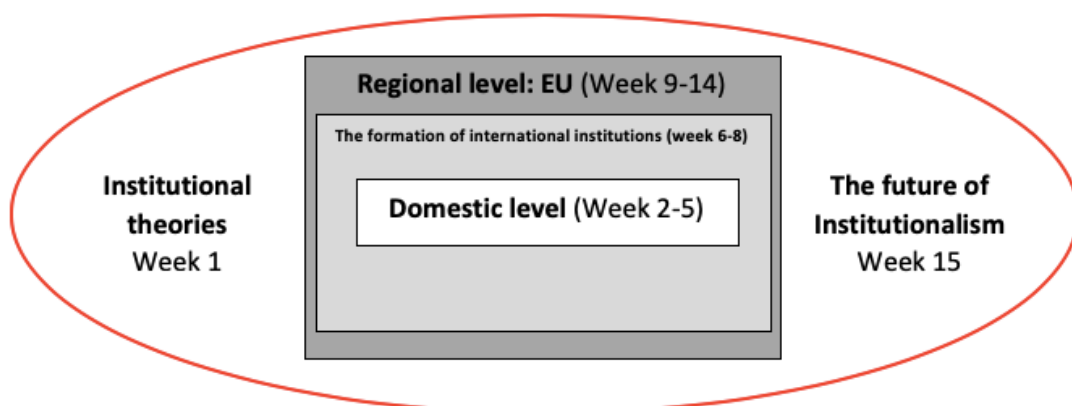 Regional level: EU (Week 9-14)
The formation of international institutions (week 6-8)
Domestic level (Week 2-5)
Institutional
theories
Week 1
The future of
Institutionalism
Week 15